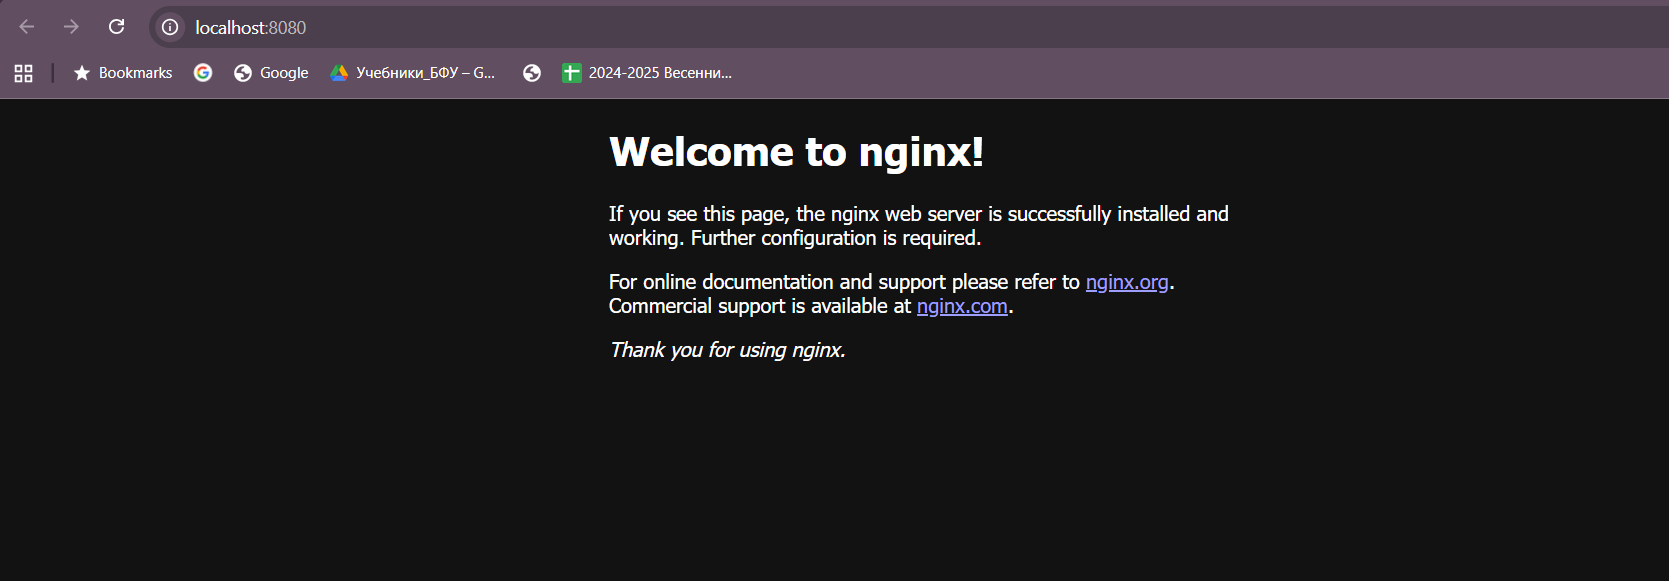 localhost:8080
Bookmarks
Google
Учебники_БФУ – G...
2024-2025 Весенни...
Welcome to nginx!
If you see this page, the nginx web server is successfully installed and
working. Further configuration is required.
For online documentation and support please refer to nginx.org.
Commercial support is available at nginx.com.
Thank you for using nginx.